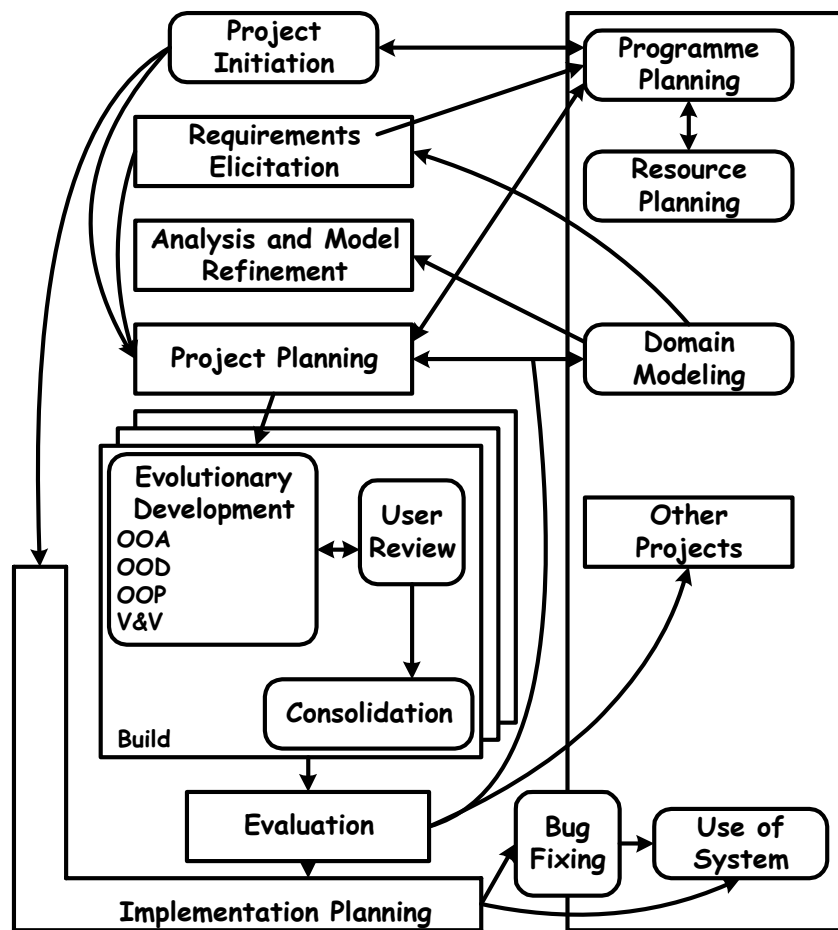 Project
Initiation
Programme
Planning
Requirements
Elicitation
Resource
Planning
Analysis and Model
Refinement
Project Planning
Domain
Modeling
Evolutionary
Development
OOA
OOD
OOP
V&V
User
Review
Other
Projects
Consolidation
Build
Evaluation
Bug
Fixing
Use of
System
Implementation Planning